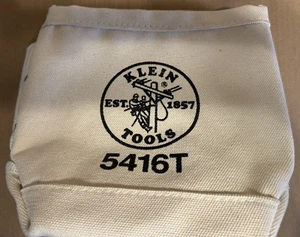 KLEIN
®
EST. 1857
TOOLS
5416T